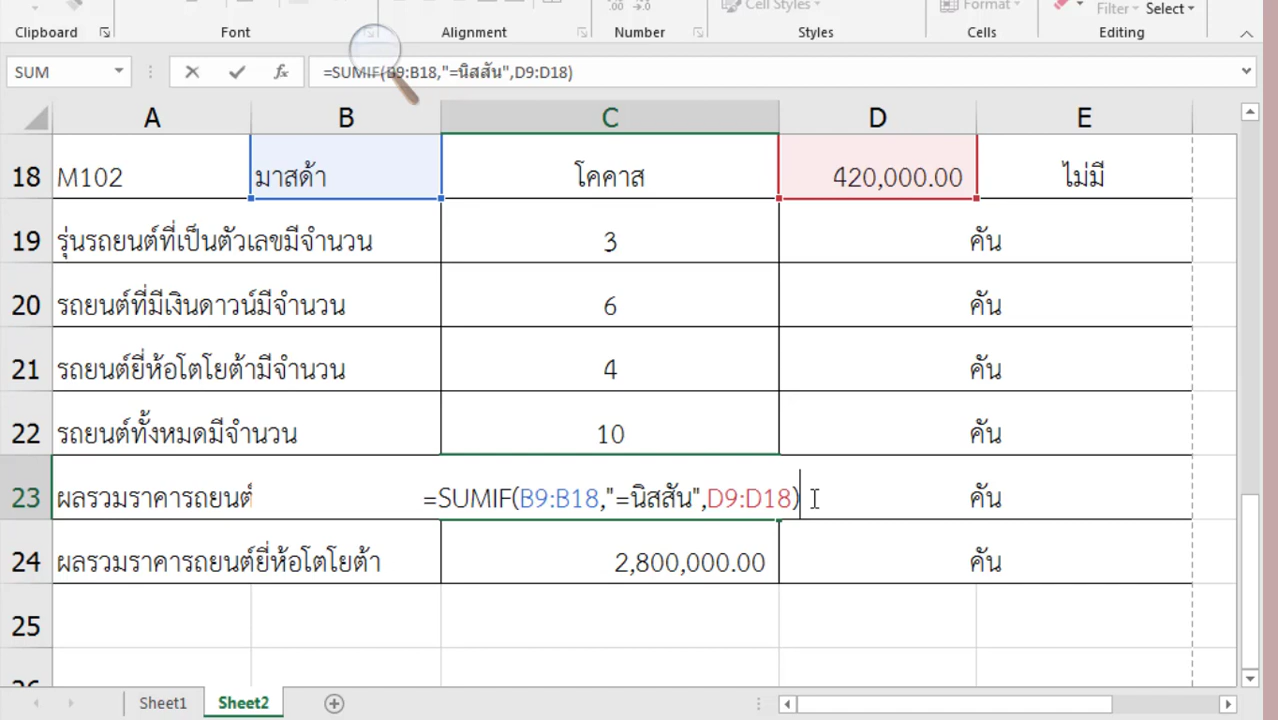 Cell Styles
Format
Filter
Select
Clipboard
Font
Alignment
Number
Styles
Cells
Editing
SUM
fx
=SUMIF(B9:B18,"=นิสสัน",D9:D18)
A B C D E
18 M102 มาสด้า โคคาส 420,000.00 ไม่มี
19 รุ่นรถยนต์ที่เป็นตัวเลขมีจำนวน 3 คัน
20 รถยนต์ที่มีเงินดาวน์มีจำนวน 6 คัน
21 รถยนต์ยี่ห้อโตโยต้ามีจำนวน 4 คัน
22 รถยนต์ทั้งหมดมีจำนวน 10 คัน
23 ผลรวมราคารถยนต์ =SUMIF(B9:B18,"=นิสสัน",D9:D18) คัน
24 ผลรวมราคารถยนต์ยี่ห้อโตโยต้า 2,800,000.00 คัน
25
Sheet1 Sheet2